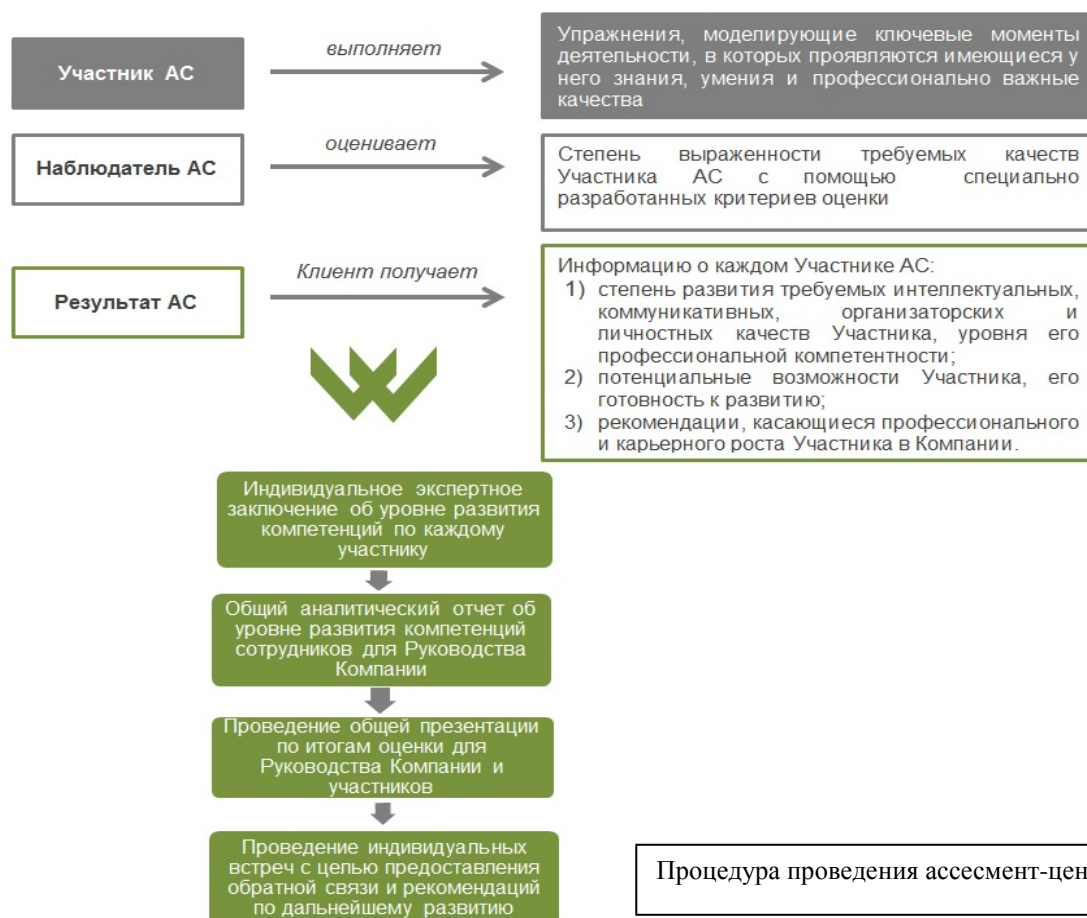 Участник АС
выполняет
Упражнения, моделирующие ключевые моменты
деятельности, в которых проявляются имеющиеся у
него знания, умения и профессионально важные
качества
Наблюдатель АС
оценивает
Степень выраженности требуемых качеств
Участника АС с помощью специально
разработанных критериев оценки
Результат АС
Клиент получает
Информацию о каждом Участнике АС:
1) степень развития требуемых интеллектуальных,
коммуникативных, организаторских и
личностных качеств Участника, уровня его
профессиональной компетентности;
2) потенциальные возможности Участника, его
готовность к развитию;
3) рекомендации, касающиеся профессионального
и карьерного роста Участника в Компании.
Индивидуальное экспертное
заключение об уровне развития
компетенций по каждому
участнику
Общий аналитический отчет об
уровне развития компетенций
сотрудников для Руководства
Компании
Проведение общей презентации
по итогам оценки для
Руководства Компании и
участников
Проведение индивидуальных
встреч с целью предоставления
обратной связи и рекомендаций
по дальнейшему развитию
Процедура проведения ассесмент-цен